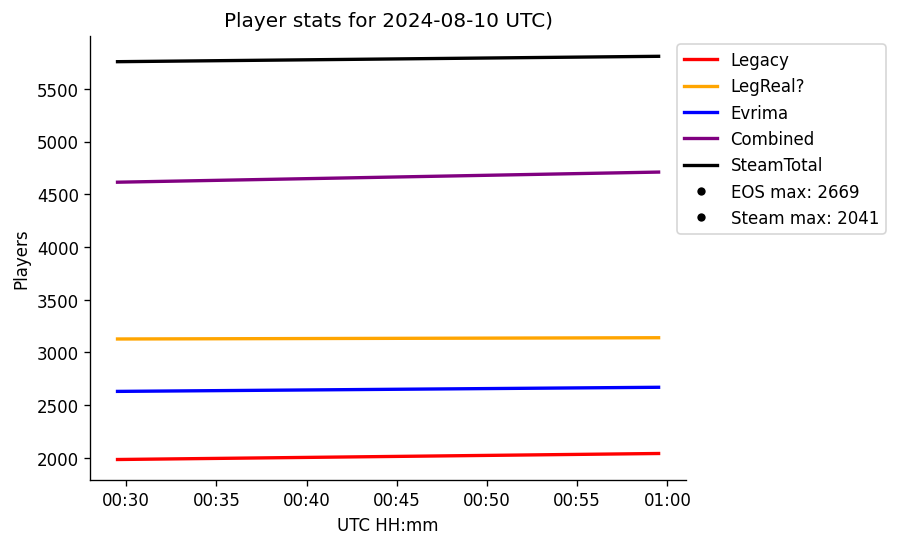 Player stats for 2024-08-10 UTC)
Legacy
LegReal?
Evrima
Combined
SteamTotal
EOS max: 2669
Steam max: 2041
Players
5500
5000
4500
4000
3500
3000
2500
2000
00:30 00:35 00:40 00:45 00:50 00:55 01:00
UTC HH:mm